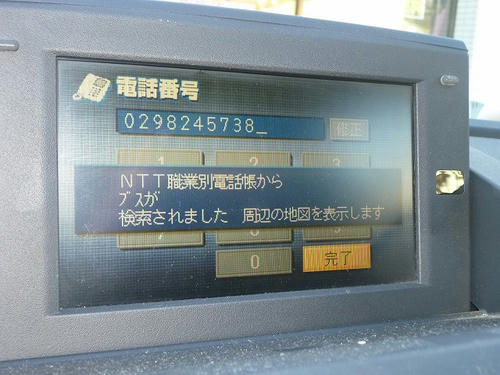 電話番号
0298245738_
修正
1 2 3
NTT職業別電話帳から
ブスが
検索されました 周辺の地図を表示します
0
完了